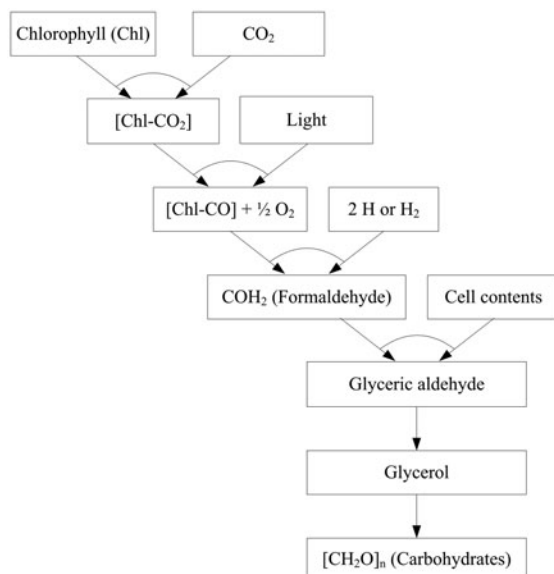 Chlorophyll (Chl)
CO₂
[Chl-CO₂]
Light
[Chl-CO] + ½ O₂
2 H or H₂
COH₂ (Formaldehyde)
Cell contents
Glyceric aldehyde
Glycerol
[CH₂O]ₙ (Carbohydrates)